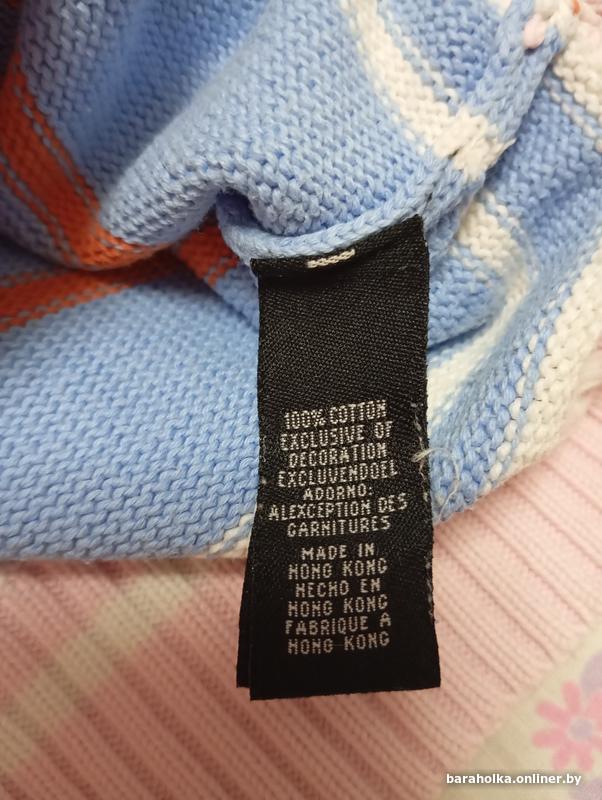 100% COTTON
EXCLUSIVE OF
DECORATION
EXCLUVENDOEL
ADORNO:
ALEXCEPTION DES
GARNITURES
MADE IN
HONG KONG
HECHO EN
HONG KONG
FABRIQUE A
HONG KONG
baraholka.onliner.by